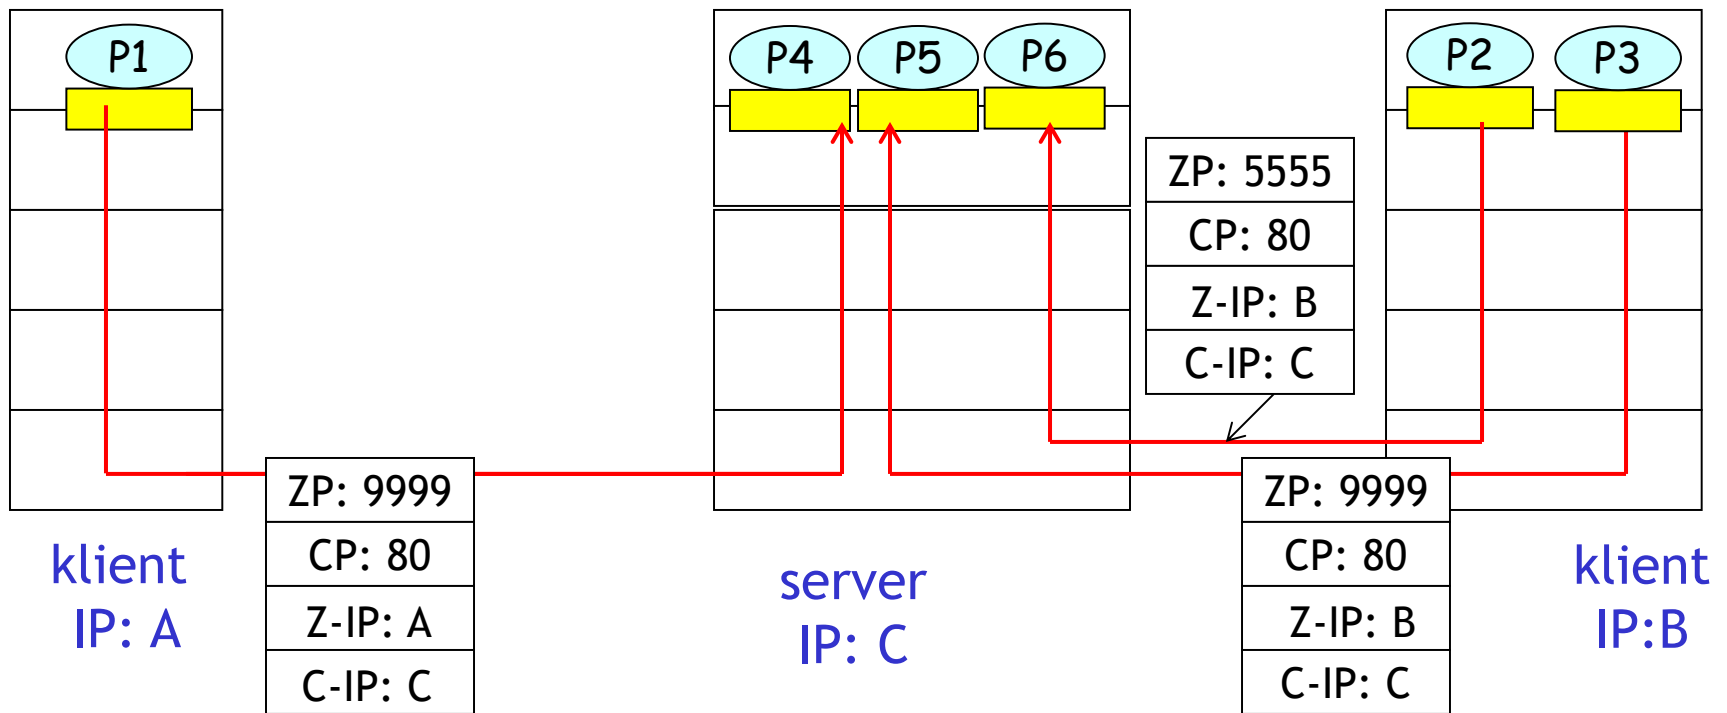 P1
P4
P5
P6
P2
P3
ZP: 5555
CP: 80
Z-IP: B
C-IP: C
ZP: 9999
CP: 80
Z-IP: A
C-IP: C
ZP: 9999
CP: 80
Z-IP: B
C-IP: C
klient
IP: A
server
IP: C
klient
IP:B